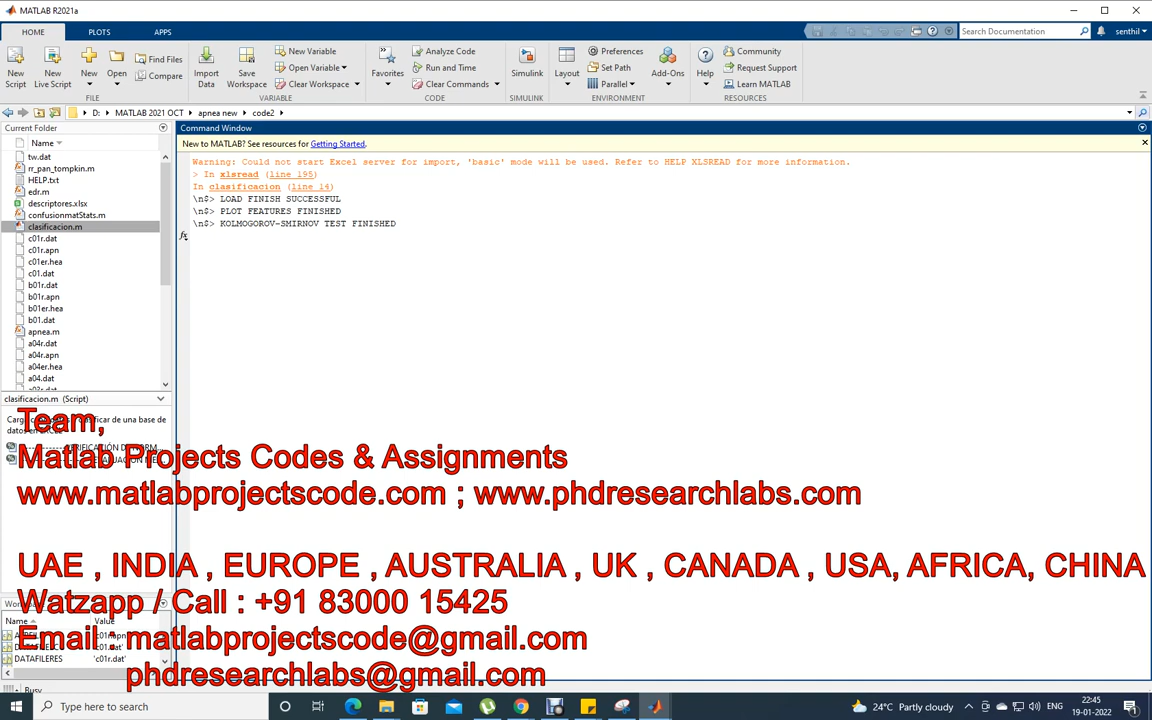 MATLAB R2021a
HOME PLOTS APPS
Search Documentation
senthil
New Script
New Live Script
New
Open
Find Files
Compare
Import Data
Save Workspace
New Variable
Open Variable
Clear Workspace
Favorites
Analyze Code
Run and Time
Clear Commands
Simulink
Layout
Preferences
Set Path
Parallel
Add-Ons
Help
Community
Request Support
Learn MATLAB
FILE VARIABLE CODE SIMULINK ENVIRONMENT RESOURCES
D: MATLAB 2021 OCT apnea new code2
Current Folder
Name
tw.dat
rr_pan_tompkin.m
HELP.txt
edr.m
descriptores.xlsx
confusionmatStats.m
clasificacion.m
c01r.dat
c01r.apn
c01er.hea
c01.dat
b01r.dat
b01r.apn
b01er.hea
b01.dat
apnea.m
a04r.dat
a04r.apn
a04er.hea
a04.dat
clasificacion.m (Script)
Command Window
New to MATLAB? See resources for Getting Started.
Warning: Could not start Excel server for import, 'basic' mode will be used. Refer to HELP XLSREAD for more information.
> In xlsread (line 195)
In clasificacion (line 14)
\n$> LOAD FINISH SUCCESSFUL
\n$> PLOT FEATURES FINISHED
\n$> KOLMOGOROV-SMIRNOV TEST FINISHED
fx
Team,
Matlab Projects Codes & Assignments
www.matlabprojectscode.com ; www.phdresearchlabs.com
UAE , INDIA , EUROPE , AUSTRALIA , UK , CANADA , USA, AFRICA, CHINA
Watzapp / Call : +91 83000 15425
Email : matlabprojectscode@gmail.com
phdresearchlabs@gmail.com
Name Value
DATAFILERES 'c01r.dat'
Busy
Type here to search
24°C Partly cloudy
ENG
22:45
19-01-2022